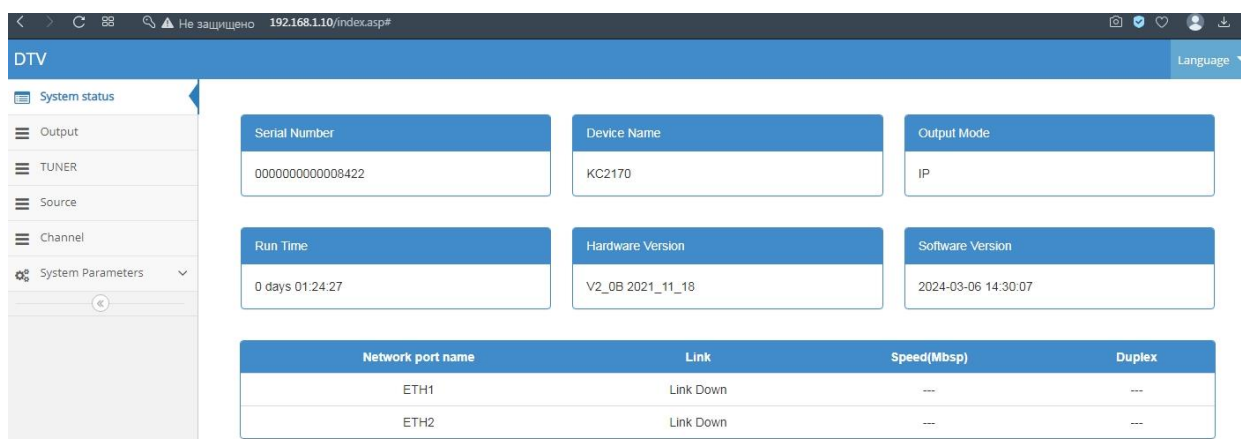 Не защищено 192.168.1.10/index.asp#
DTV
Language
System status
Output
TUNER
Source
Channel
System Parameters
Serial Number Device Name Output Mode
0000000000008422 KC2170 IP
Run Time Hardware Version Software Version
0 days 01:24:27 V2_0B 2021_11_18 2024-03-06 14:30:07
Network port name Link Speed(Mbsp) Duplex
ETH1 Link Down --- ---
ETH2 Link Down --- ---